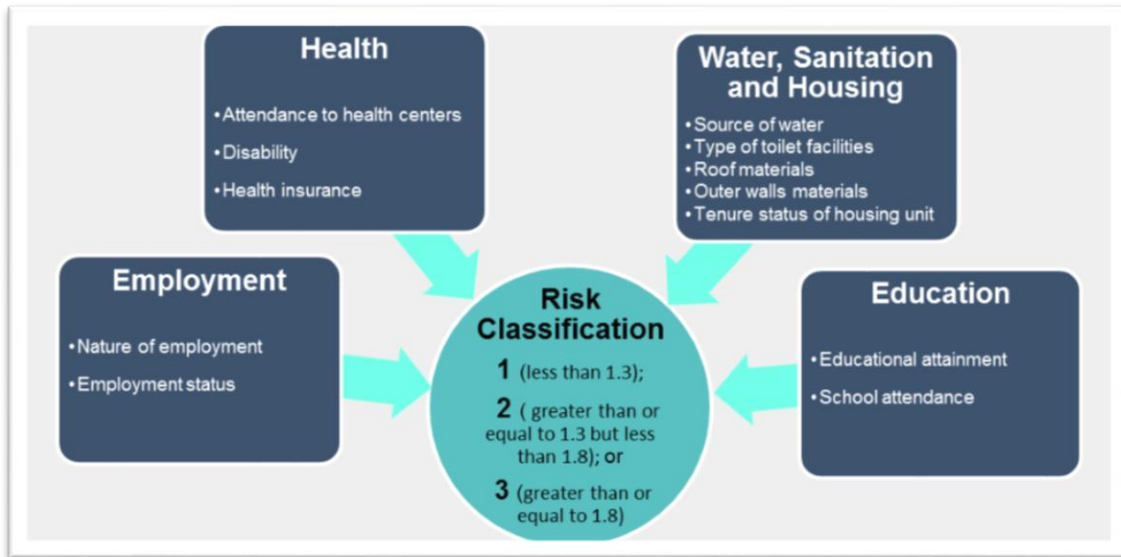 Health
•Attendance to health centers
•Disability
•Health insurance
Water, Sanitation
and Housing
•Source of water
•Type of toilet facilities
•Roof materials
•Outer walls materials
•Tenure status of housing unit
Employment
•Nature of employment
•Employment status
Risk
Classification
1 (less than 1.3);
2 ( greater than or
equal to 1.3 but less
than 1.8); or
3 (greater than or
equal to 1.8)
Education
•Educational attainment
•School attendance